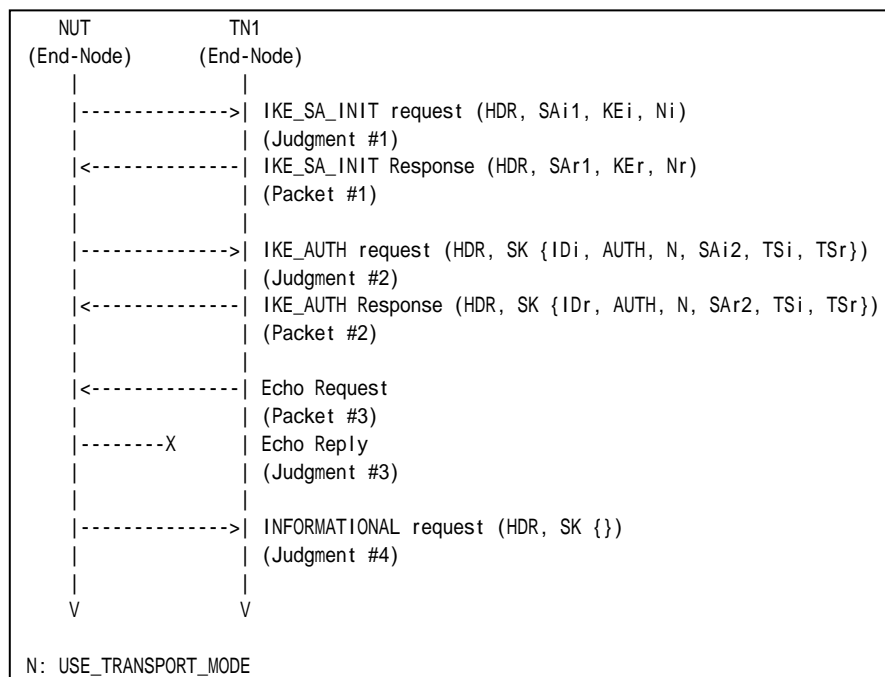 NUT TN1
(End-Node) (End-Node)
| |
|-------------->| IKE_SA_INIT request (HDR, SAi1, KEi, Ni)
| | (Judgment #1)
|<--------------| IKE_SA_INIT Response (HDR, SAr1, KEr, Nr)
| | (Packet #1)
| |
|-------------->| IKE_AUTH request (HDR, SK {IDi, AUTH, N, SAi2, TSi, TSr})
| | (Judgment #2)
|<--------------| IKE_AUTH Response (HDR, SK {IDr, AUTH, N, SAr2, TSi, TSr})
| | (Packet #2)
| |
|<--------------| Echo Request
| | (Packet #3)
|--------X | Echo Reply
| | (Judgment #3)
| |
|-------------->| INFORMATIONAL request (HDR, SK {})
| | (Judgment #4)
| |
V V
N: USE_TRANSPORT_MODE